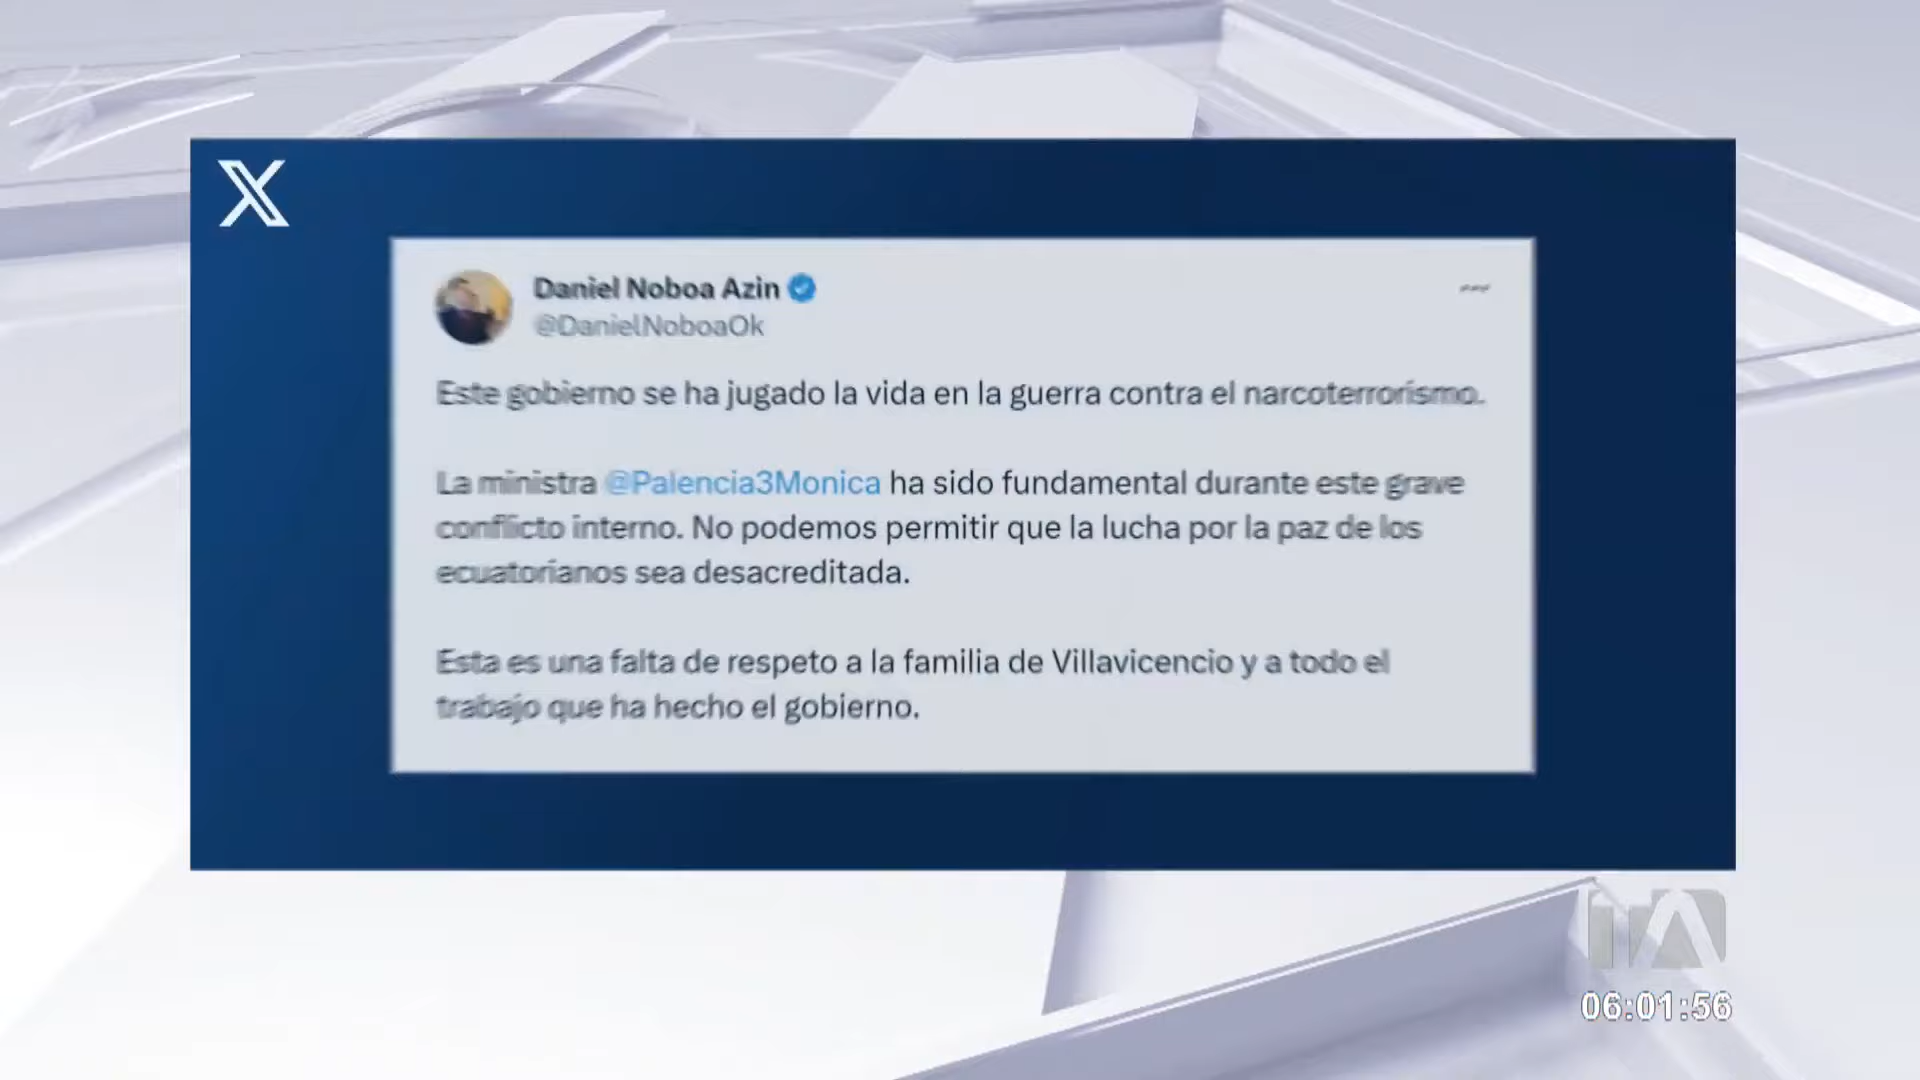 X
Daniel Noboa Azin
@DanielNoboaOk
Este gobierno se ha jugado la vida en la guerra contra el narcoterrorismo.
La ministra @Palencia3Monica ha sido fundamental durante este grave
conflicto interno. No podemos permitir que la lucha por la paz de los
ecuatorianos sea desacreditada.
Esta es una falta de respeto a la familia de Villavicencio y a todo el
trabajo que ha hecho el gobierno.
TA
06:01:56